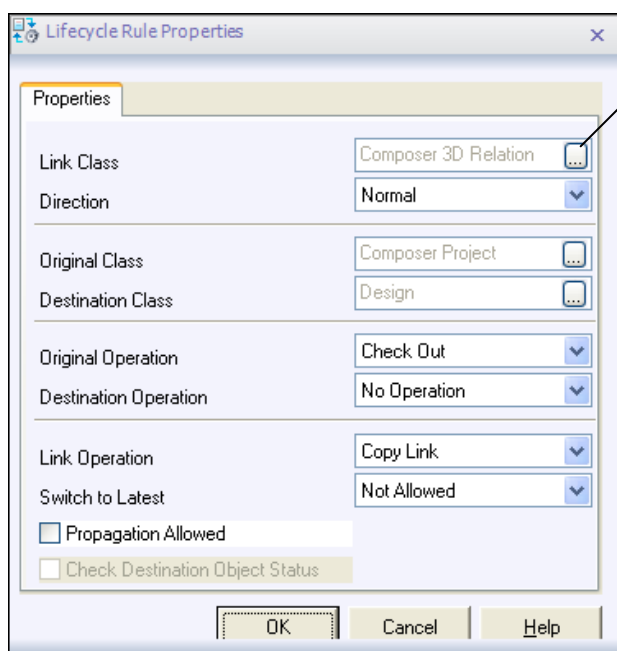 Lifecycle Rule Properties
Properties
Link Class Composer 3D Relation ...
Direction Normal
Original Class Composer Project ...
Destination Class Design ...
Original Operation Check Out
Destination Operation No Operation
Link Operation Copy Link
Switch to Latest Not Allowed
Propagation Allowed
Check Destination Object Status
OK Cancel Help